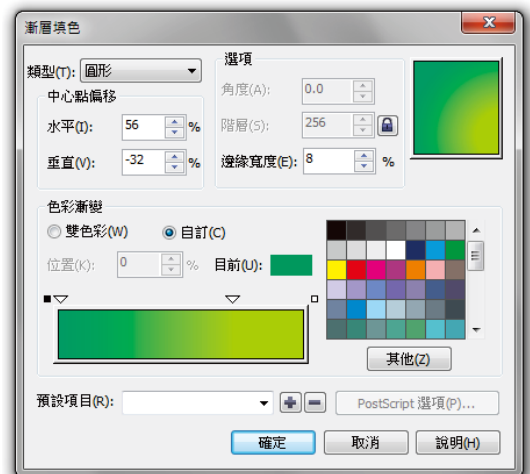 漸層填色
類型(T): 圓形
中心點偏移
水平(I): 56 %
垂直(V): -32 %
選項
角度(A): 0.0
階層(S): 256
邊緣寬度(E): 8 %
色彩漸變
雙色彩(W) 自訂(C)
位置(K): 0 % 目前(U):
其他(Z)
預設項目(R):
PostScript 選項(P)...
確定 取消 說明(H)